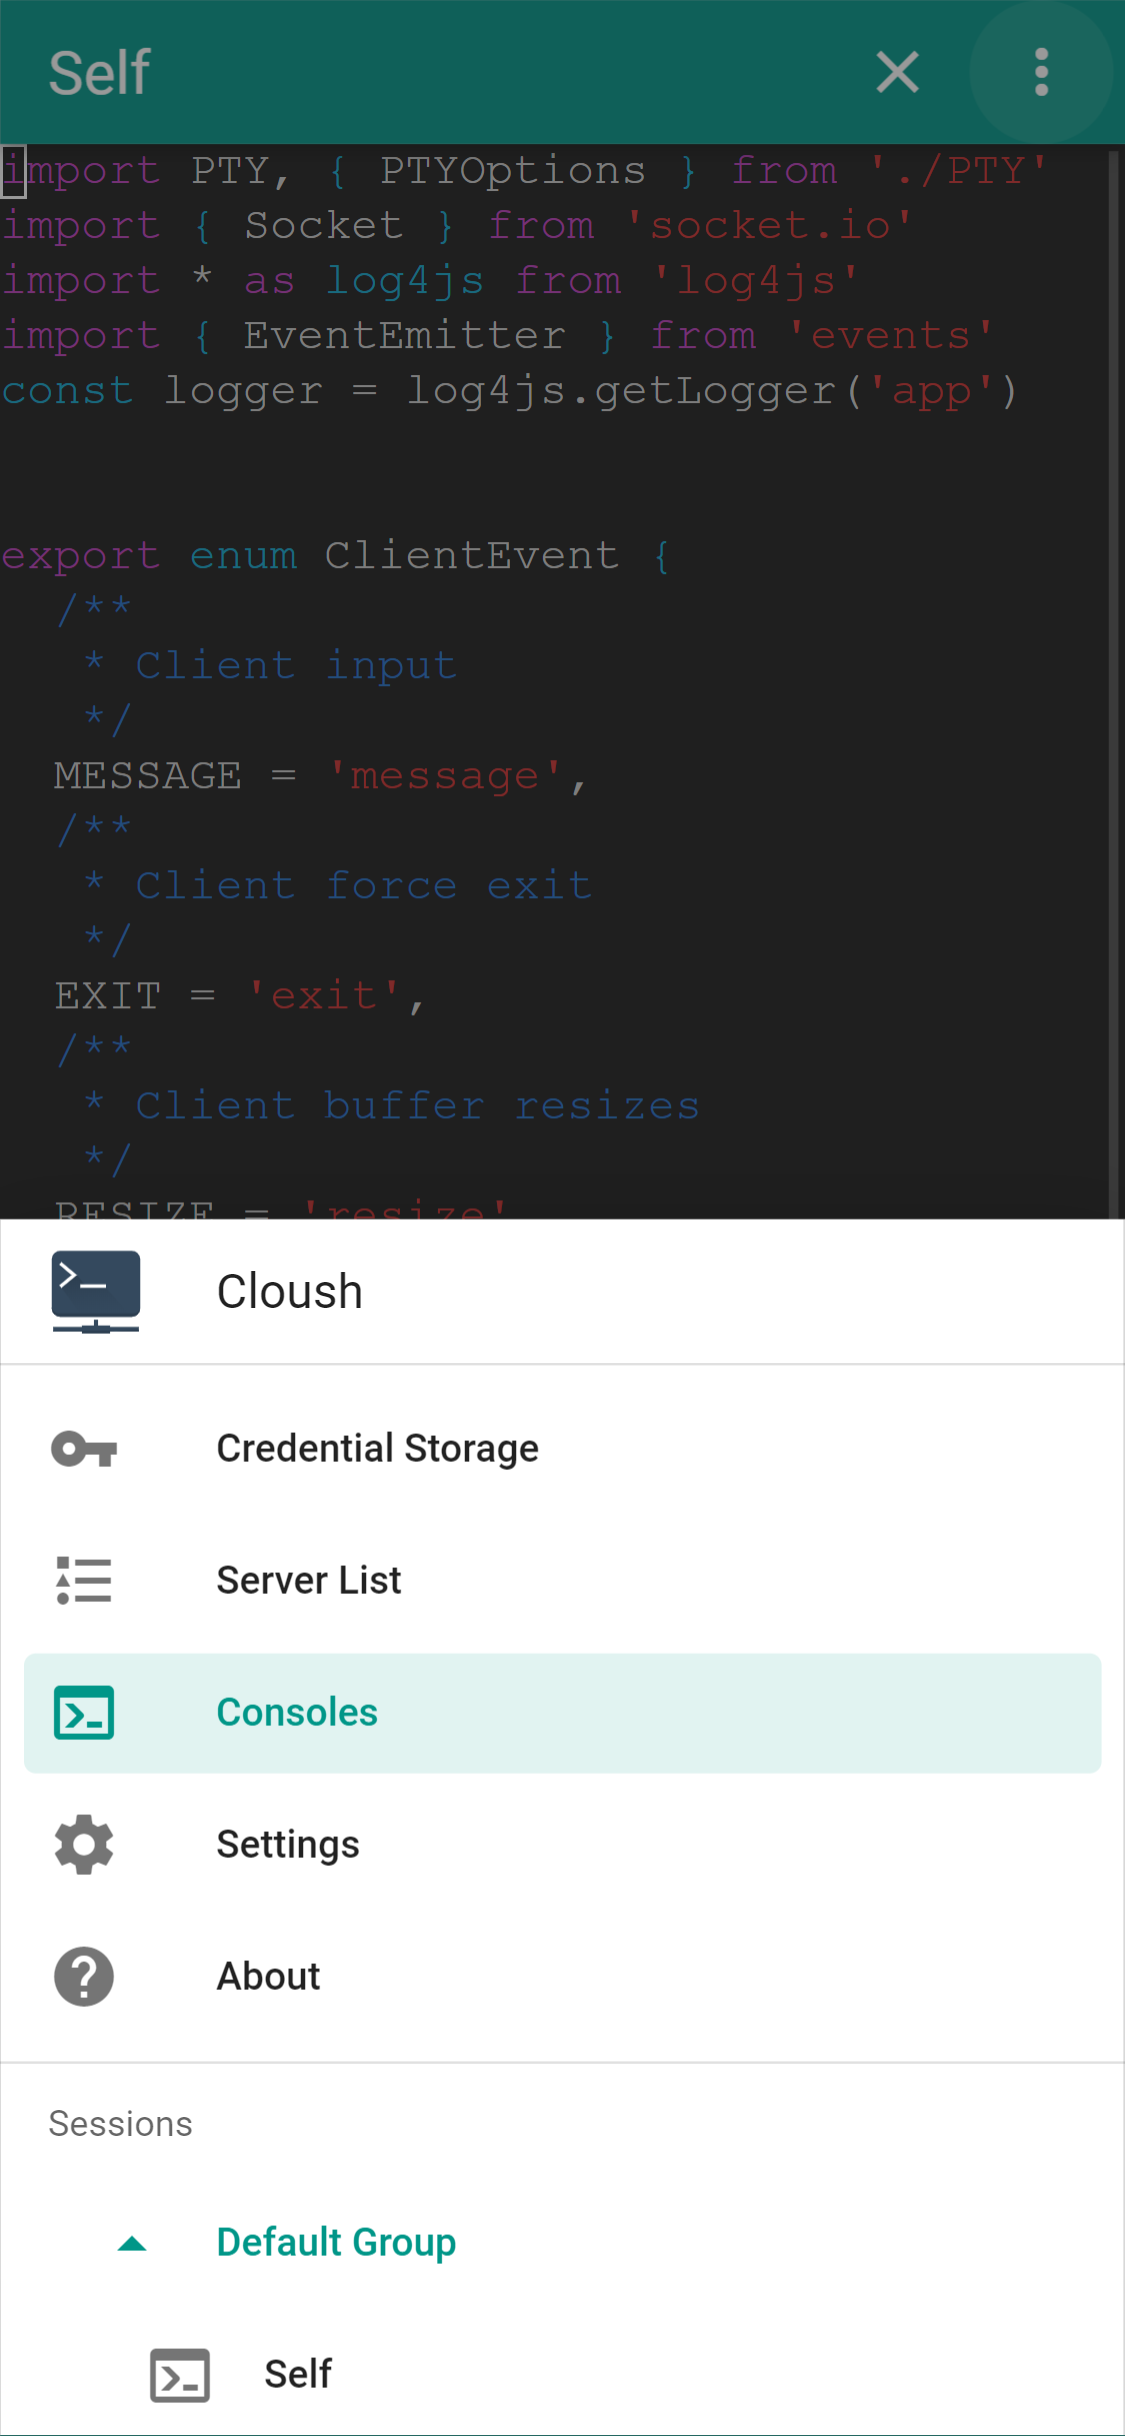 Self
import PTY, { PTYOptions } from './PTY'
import { Socket } from 'socket.io'
import * as log4js from 'log4js'
import { EventEmitter } from 'events'
const logger = log4js.getLogger('app')
export enum ClientEvent {
/**
* Client input
*/
MESSAGE = 'message',
/**
* Client force exit
*/
EXIT = 'exit',
/**
* Client buffer resizes
*/
RESIZE = 'resize'
Cloush
Credential Storage
Server List
Consoles
Settings
About
Sessions
Default Group
Self